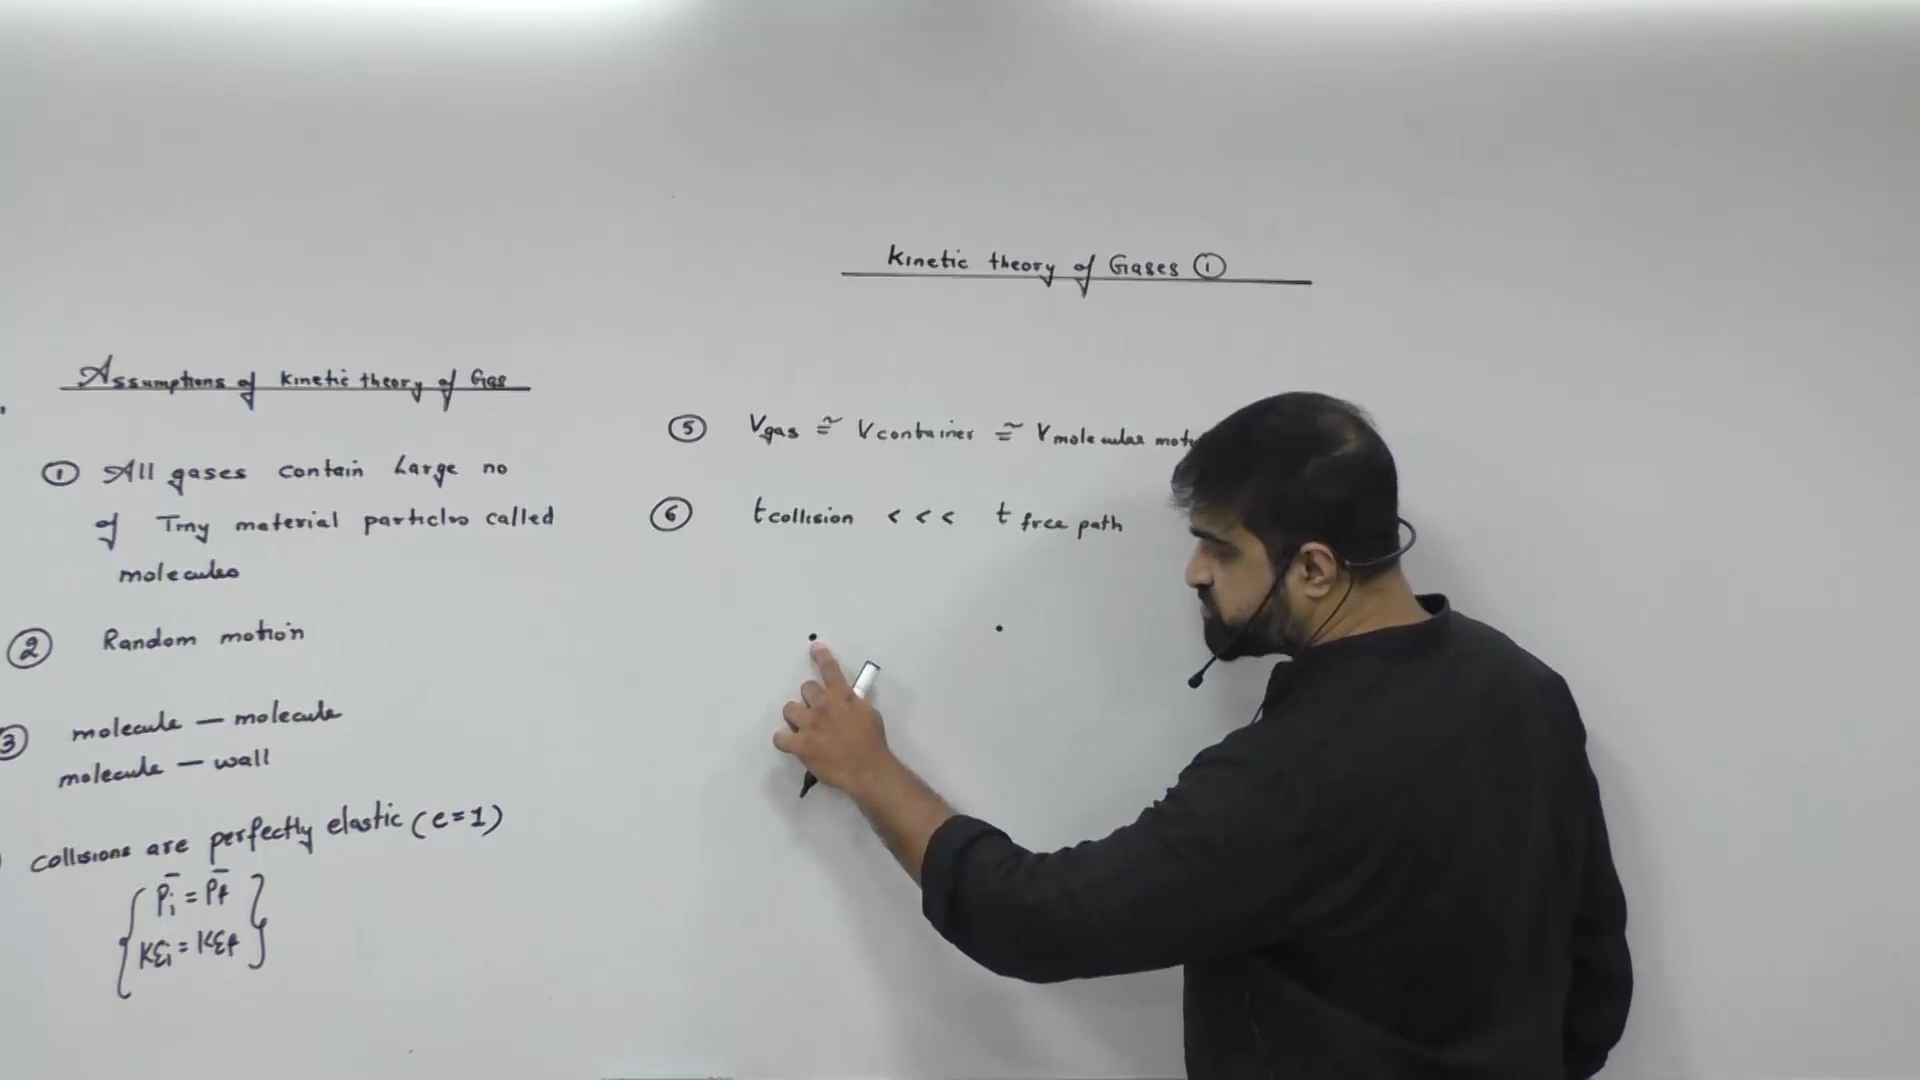 Kinetic theory of Gases ①
Assumptions of Kinetic theory of Gas
① All gases contain Large no
of Tiny material particles called
molecules
② Random motion
③ molecule — molecule
molecule — wall
Collisions are perfectly elastic (e=1)
P̄i = P̄f
KEi = KEf
⑤ Vgas ≅ Vcontainer ≅ Vmolecular
⑥ tcollision <<< t free path